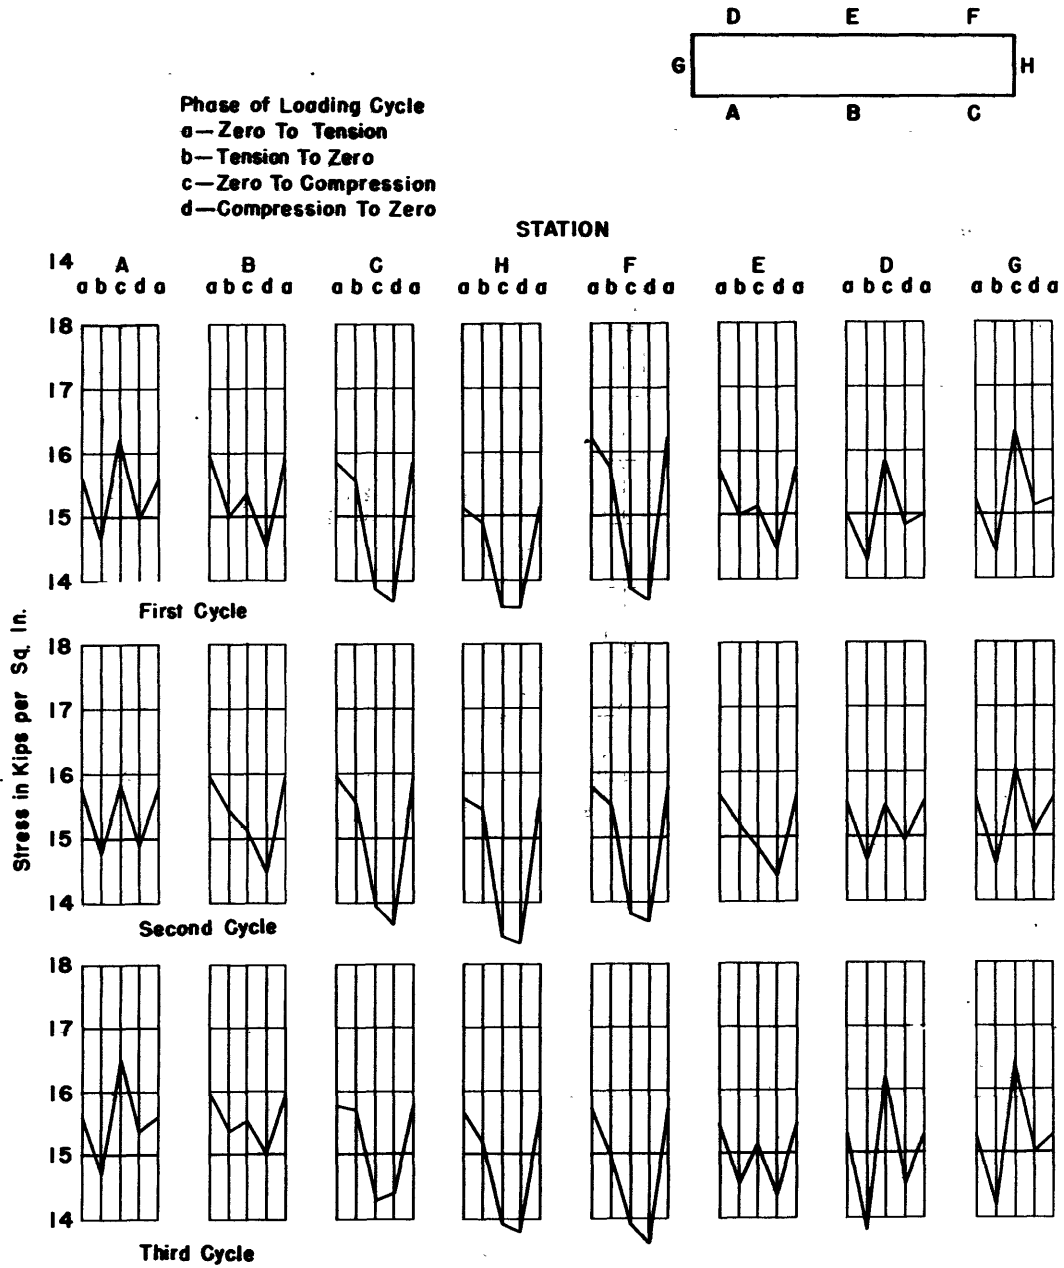 D E F
G H
A B C
Phase of Loading Cycle
a—Zero To Tension
b—Tension To Zero
c—Zero To Compression
d—Compression To Zero
STATION
14 A B C H F E D G
a b c d a a b c d a a b c d a a b c d a a b c d a a b c d a a b c d a a b c d a
18
17
16
15
14
First Cycle
Stress in Kips per Sq. In.
18
17
16
15
14
Second Cycle
18
17
16
15
14
Third Cycle